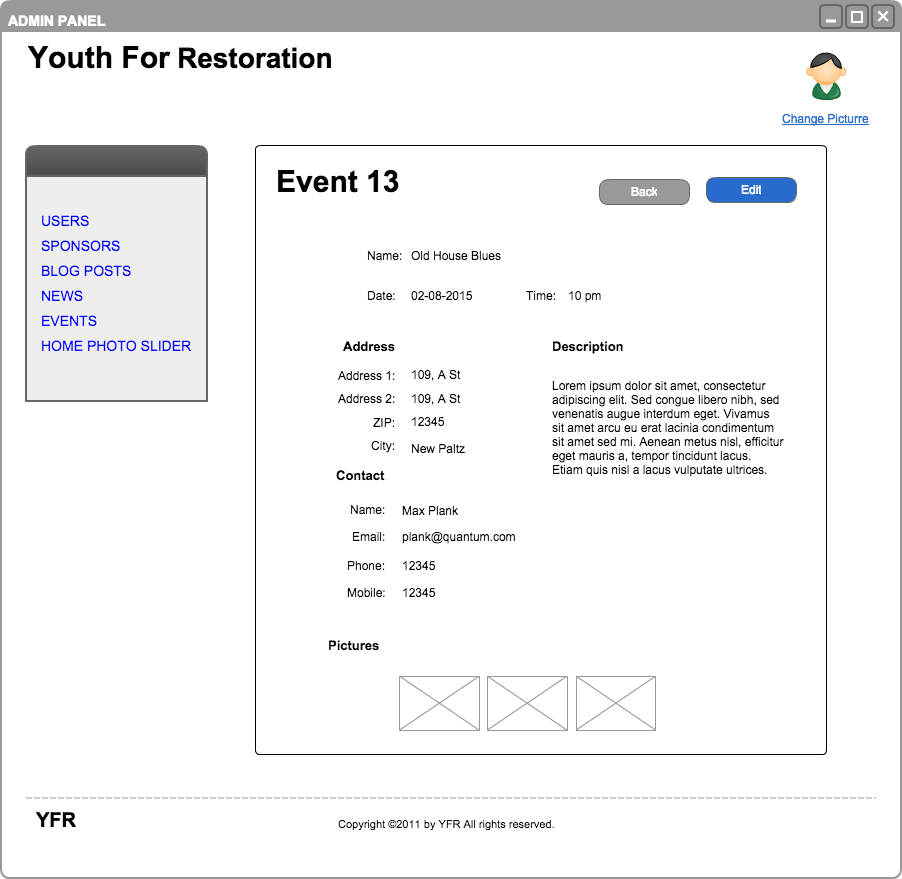 ADMIN PANEL
Youth For Restoration
Change Picturre
USERS
SPONSORS
BLOG POSTS
NEWS
EVENTS
HOME PHOTO SLIDER
Event 13
Back
Edit
Name: Old House Blues
Date: 02-08-2015 Time: 10 pm
Address
Address 1: 109, A St
Address 2: 109, A St
ZIP: 12345
City: New Paltz
Contact
Name: Max Plank
Email: plank@quantum.com
Phone: 12345
Mobile: 12345
Description
Lorem ipsum dolor sit amet, consectetur
adipiscing elit. Sed congue libero nibh, sed
venenatis augue interdum eget. Vivamus
sit amet arcu eu erat lacinia condimentum
sit amet sed mi. Aenean metus nisl, efficitur
eget mauris a, tempor tincidunt lacus.
Etiam quis nisl a lacus vulputate ultrices.
Pictures
YFR
Copyright ©2011 by YFR All rights reserved.